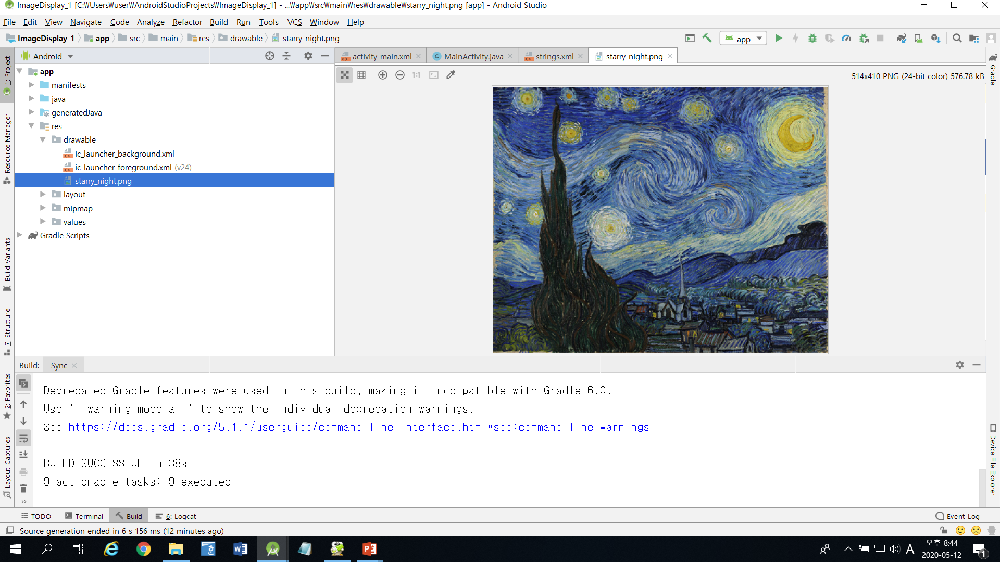 ImageDisplay_1 [C:₩Users₩user₩AndroidStudioProjects₩ImageDisplay_1] - ...₩app₩src₩main₩res₩drawable₩starry_night.png [app] - Android Studio
File Edit View Navigate Code Analyze Refactor Build Run Tools VCS Window Help
ImageDisplay_1 app src main res drawable starry_night.png
app
Android
activity_main.xml MainActivity.java strings.xml starry_night.png
1:1
514x410 PNG (24-bit color) 576.78 kB
app
manifests
java
generatedJava
res
drawable
ic_launcher_background.xml
ic_launcher_foreground.xml (v24)
starry_night.png
layout
mipmap
values
Gradle Scripts
1: Project
Resource Manager
Build Variants
7: Structure
2: Favorites
Layout Captures
Gradle
Device File Explorer
Build: Sync
Deprecated Gradle features were used in this build, making it incompatible with Gradle 6.0.
Use '--warning-mode all' to show the individual deprecation warnings.
See https://docs.gradle.org/5.1.1/userguide/command_line_interface.html#sec:command_line_warnings
BUILD SUCCESSFUL in 38s
9 actionable tasks: 9 executed
TODO Terminal Build 6: Logcat Event Log
Source generation ended in 6 s 156 ms (12 minutes ago)
A
오후 8:44
2020-05-12
1